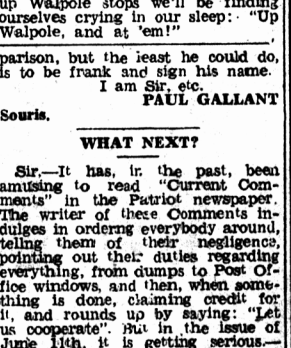 up Walpole stops we'll be finding
ourselves crying in our sleep: "Up
Walpole, and at 'em!"
parison, but the least he could do,
is to be frank and sign his name.
I am Sir, etc.
PAUL GALLANT
Souris.
WHAT NEXT?
Sir,—It has, in the past, been
amusing to read "Current Com-
ments" in the Patriot newspaper.
The writer of these Comments in-
dulges in orderng everybody around,
telling them of their negligence,
pointing out their duties regarding
everything, from dumps to Post Of-
fice windows, and then, when some-
thing is done, claiming credit for
it, and rounds up by saying: "Let
us cooperate". But in the issue of
June 11th, it is getting serious.—